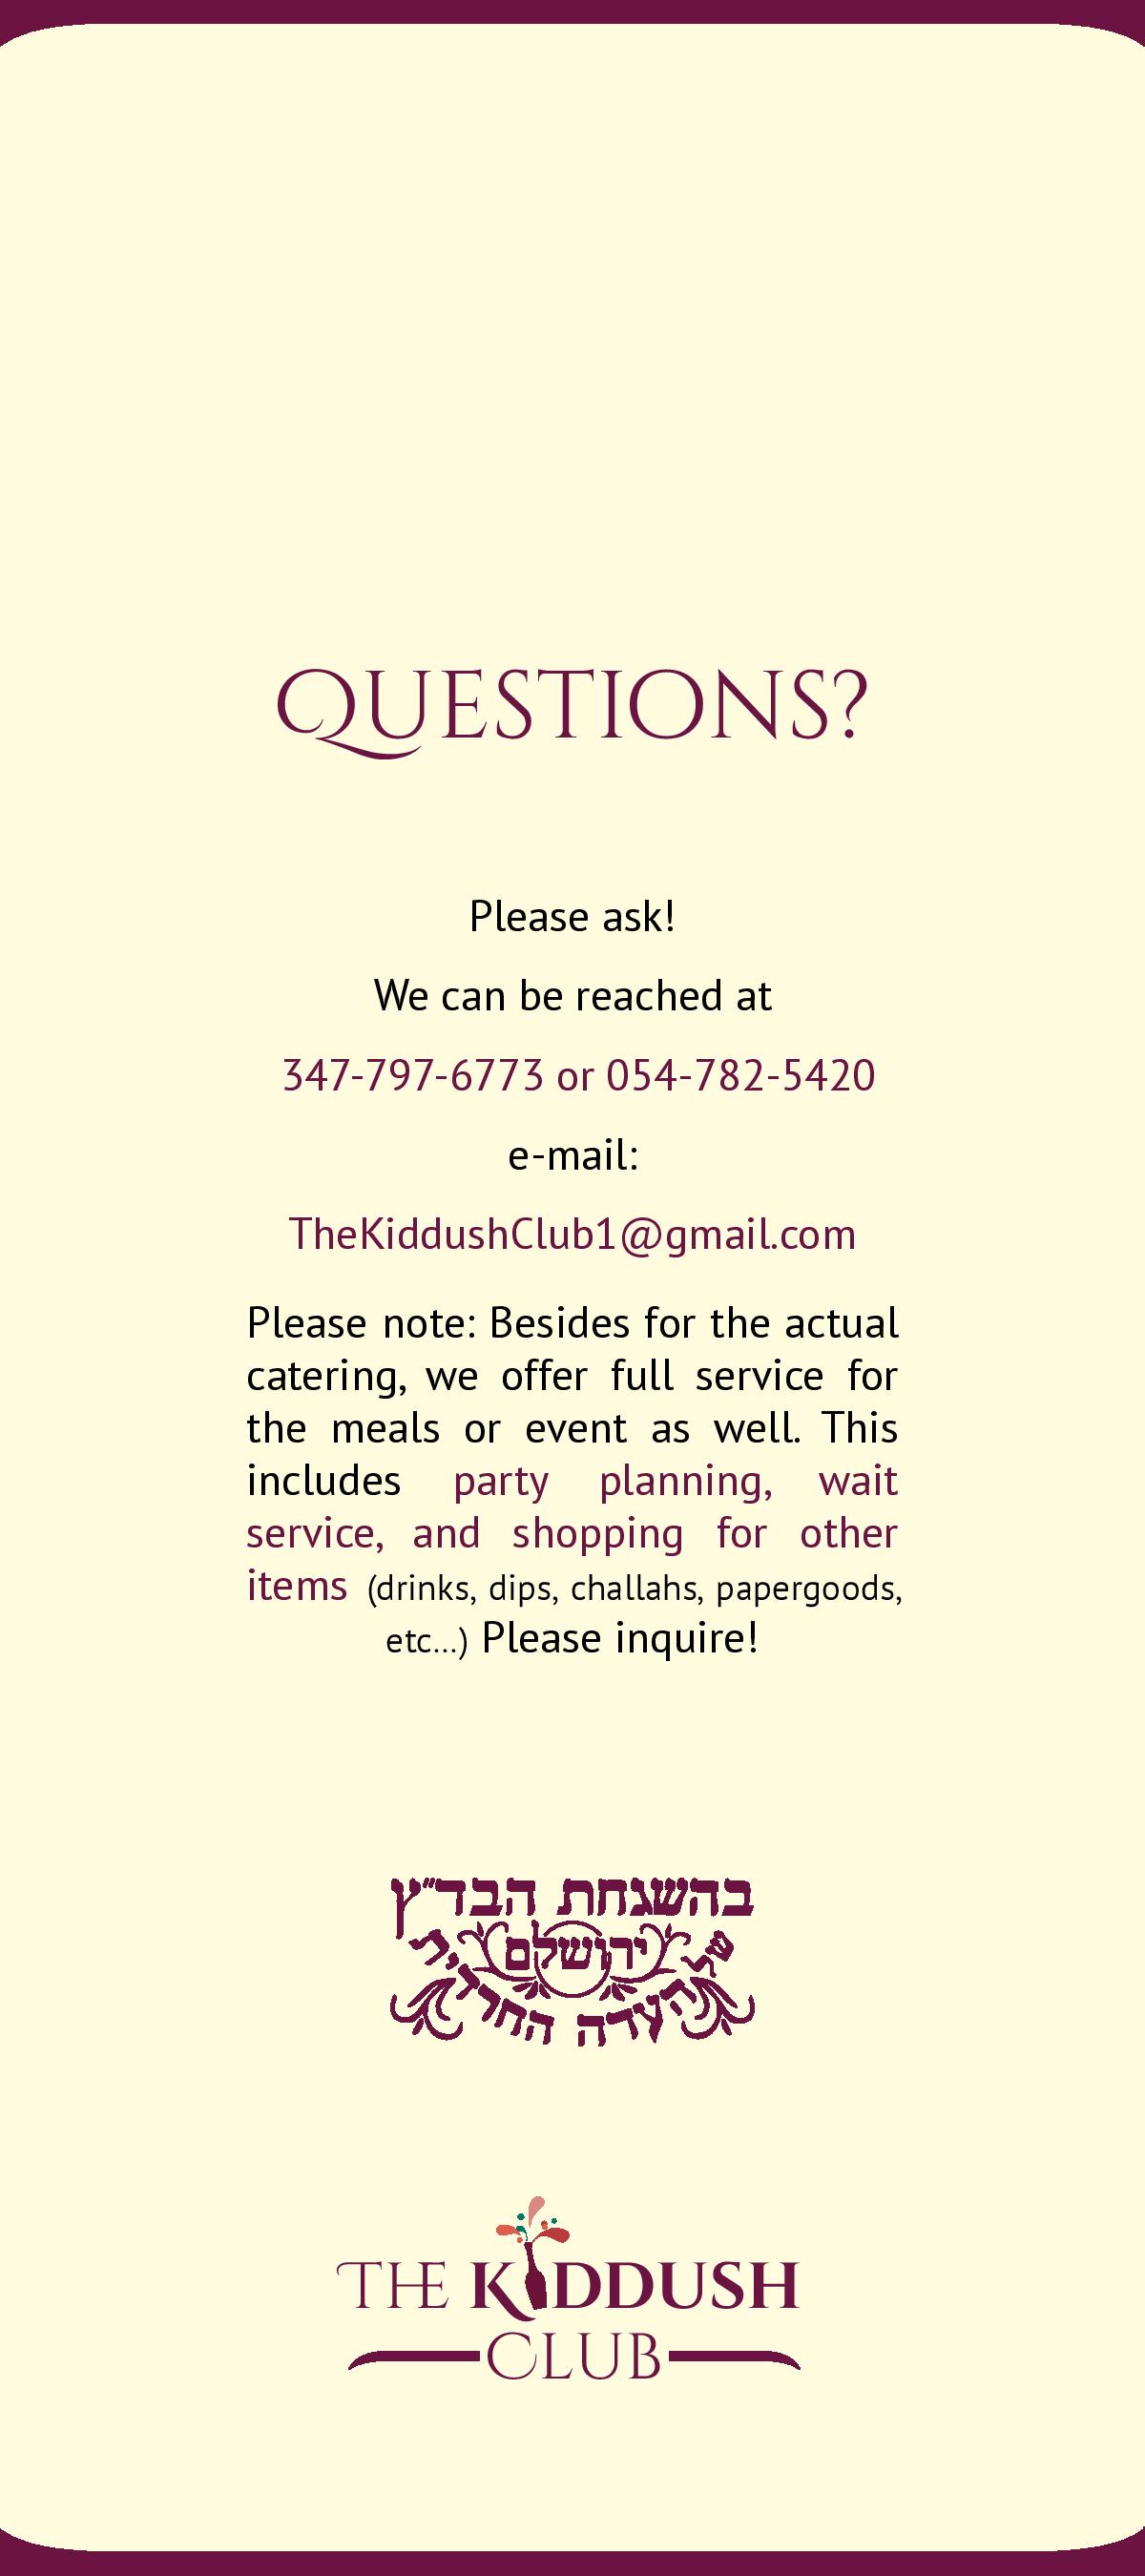 QUESTIONS?
Please ask!
We can be reached at
347-797-6773 or 054-782-5420
e-mail:
TheKiddushClub1@gmail.com
Please note: Besides for the actual
catering, we offer full service for
the meals or event as well. This
includes party planning, wait
service, and shopping for other
items (drinks, dips, challahs, papergoods,
etc...) Please inquire!
בהשגחת הבד"ץ
ירושלם
של העדה החרדית
THE KIDDUSH
CLUB